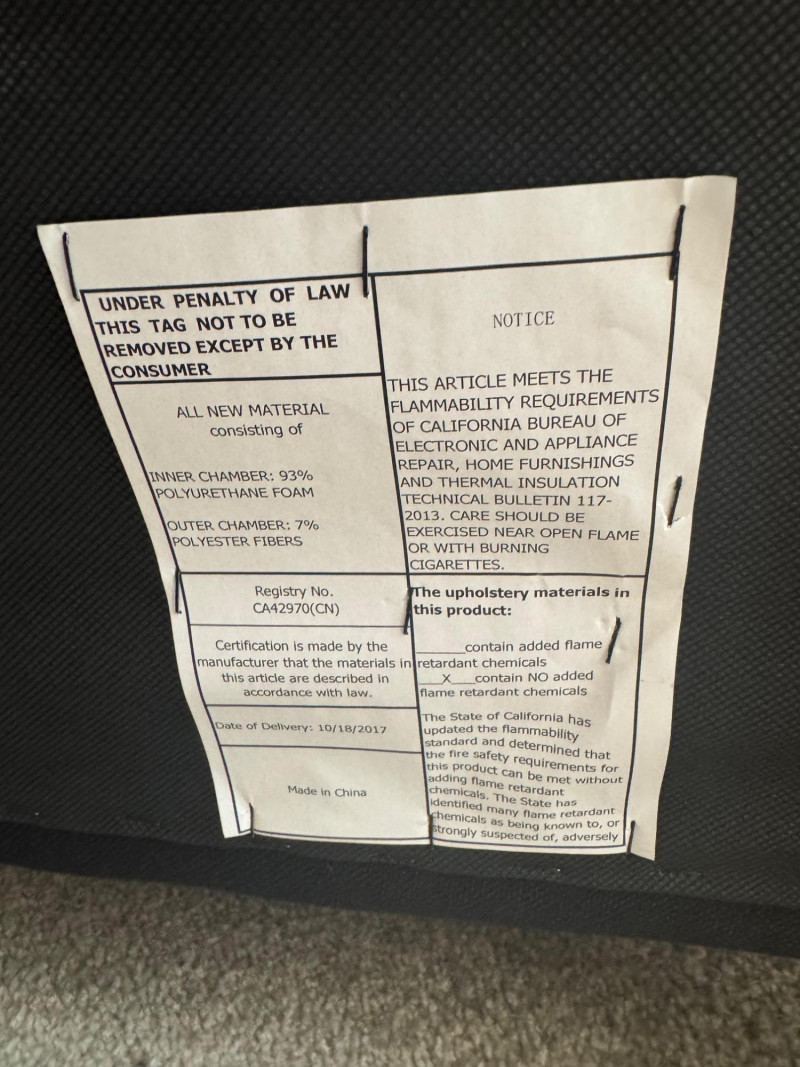 UNDER PENALTY OF LAW
THIS TAG NOT TO BE
REMOVED EXCEPT BY THE
CONSUMER
ALL NEW MATERIAL
consisting of
INNER CHAMBER: 93%
POLYURETHANE FOAM
OUTER CHAMBER: 7%
POLYESTER FIBERS
Registry No.
CA42970(CN)
Certification is made by the
manufacturer that the materials in
this article are described in
accordance with law.
Date of Delivery: 10/18/2017
Made in China
NOTICE
THIS ARTICLE MEETS THE
FLAMMABILITY REQUIREMENTS
OF CALIFORNIA BUREAU OF
ELECTRONIC AND APPLIANCE
REPAIR, HOME FURNISHINGS
AND THERMAL INSULATION
TECHNICAL BULLETIN 117-
2013. CARE SHOULD BE
EXERCISED NEAR OPEN FLAME
OR WITH BURNING
CIGARETTES.
The upholstery materials in
this product:
______contain added flame
retardant chemicals
___X___contain NO added
flame retardant chemicals
The State of California has
updated the flammability
standard and determined that
the fire safety requirements for
this product can be met without
adding flame retardant
chemicals. The State has
identified many flame retardant
chemicals as being known to, or
strongly suspected of, adversely